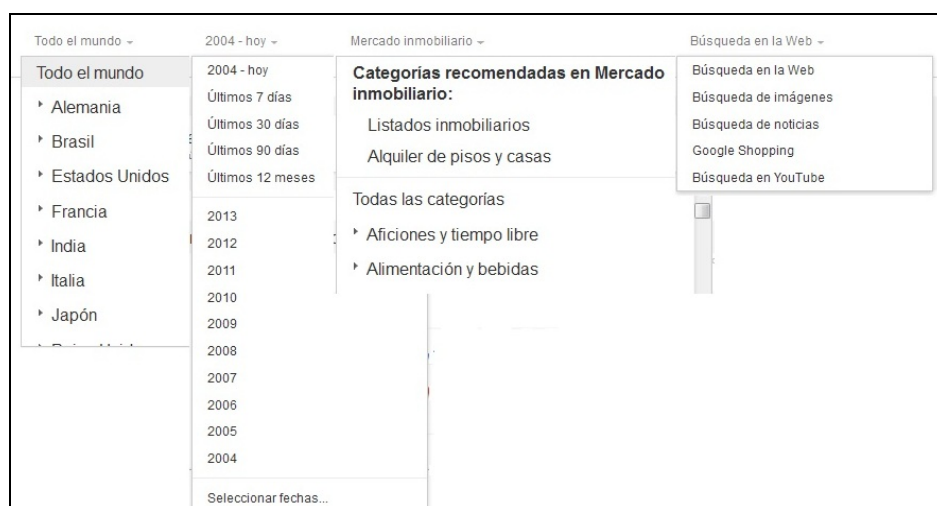 Todo el mundo
2004 - hoy
Mercado inmobiliario
Búsqueda en la Web
Todo el mundo
Alemania
Brasil
Estados Unidos
Francia
India
Italia
Japón
2004 - hoy
Últimos 7 días
Últimos 30 días
Últimos 90 días
Últimos 12 meses
2013
2012
2011
2010
2009
2008
2007
2006
2005
2004
Seleccionar fechas...
Categorías recomendadas en Mercado
inmobiliario:
Listados inmobiliarios
Alquiler de pisos y casas
Todas las categorías
Aficiones y tiempo libre
Alimentación y bebidas
Búsqueda en la Web
Búsqueda de imágenes
Búsqueda de noticias
Google Shopping
Búsqueda en YouTube